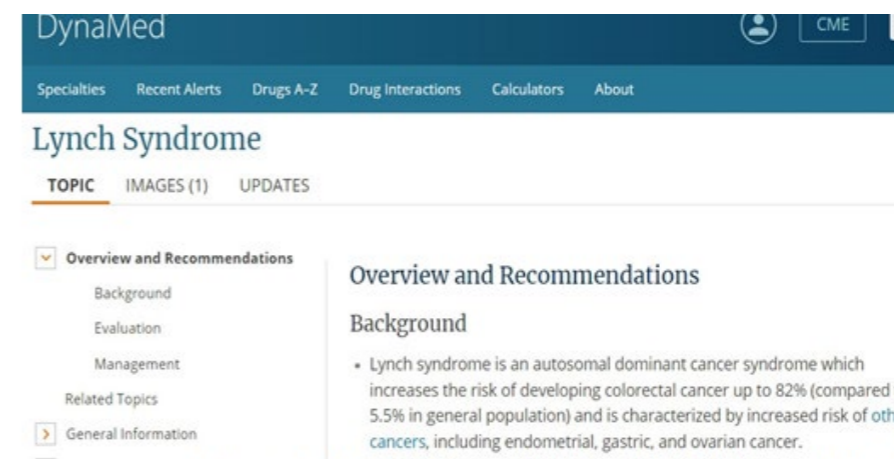 DynaMed
CME
Specialties Recent Alerts Drugs A-Z Drug Interactions Calculators About
Lynch Syndrome
TOPIC IMAGES (1) UPDATES
Overview and Recommendations
Background
Evaluation
Management
Related Topics
General Information
Overview and Recommendations
Background
• Lynch syndrome is an autosomal dominant cancer syndrome which
increases the risk of developing colorectal cancer up to 82% (compared
5.5% in general population) and is characterized by increased risk of oth
cancers, including endometrial, gastric, and ovarian cancer.